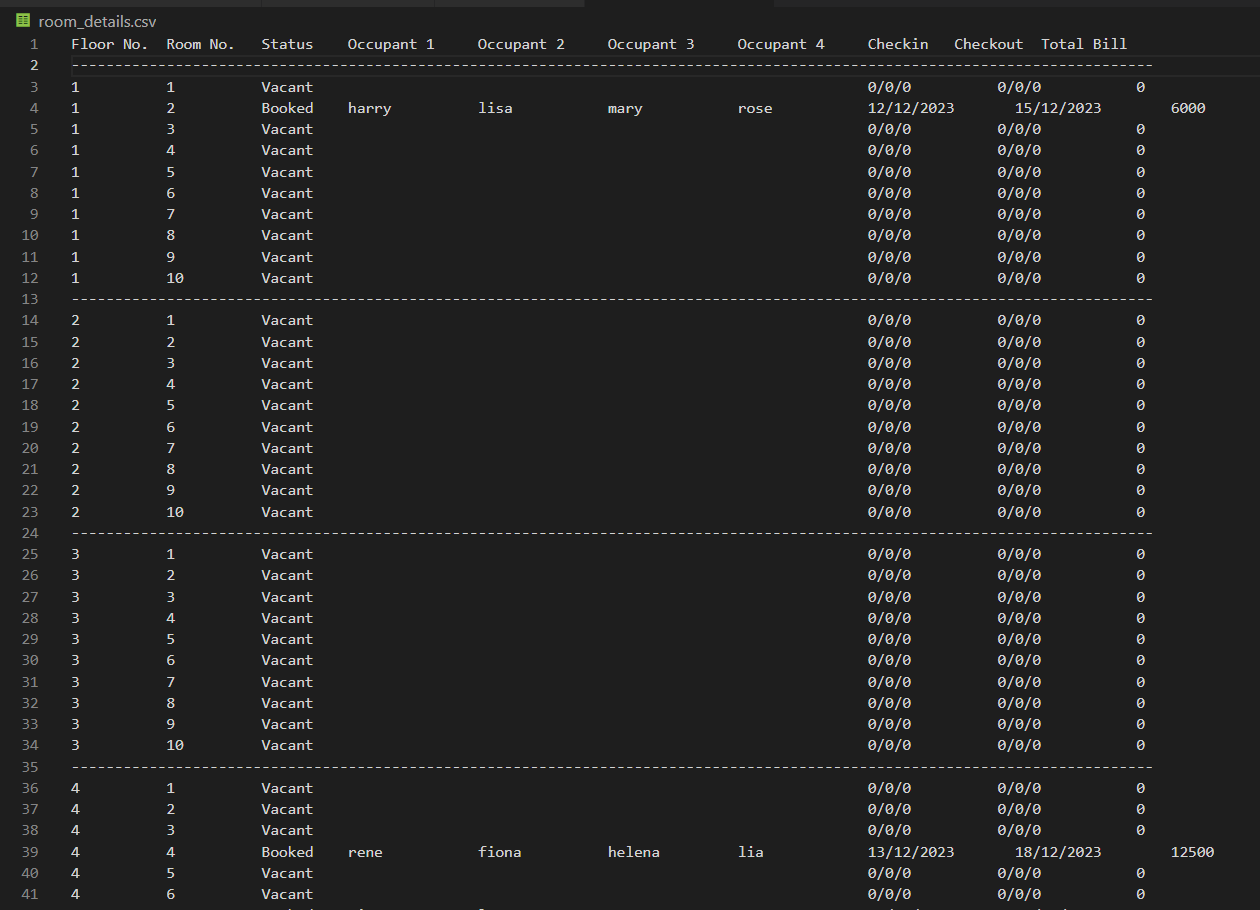 room_details.csv
1 Floor No. Room No. Status Occupant 1 Occupant 2 Occupant 3 Occupant 4 Checkin Checkout Total Bill
2 ----------------------------------------------------------------------------------------------------------------------------
3 1 1 Vacant 0/0/0 0/0/0 0
4 1 2 Booked harry lisa mary rose 12/12/2023 15/12/2023 6000
5 1 3 Vacant 0/0/0 0/0/0 0
6 1 4 Vacant 0/0/0 0/0/0 0
7 1 5 Vacant 0/0/0 0/0/0 0
8 1 6 Vacant 0/0/0 0/0/0 0
9 1 7 Vacant 0/0/0 0/0/0 0
10 1 8 Vacant 0/0/0 0/0/0 0
11 1 9 Vacant 0/0/0 0/0/0 0
12 1 10 Vacant 0/0/0 0/0/0 0
13 ----------------------------------------------------------------------------------------------------------------------------
14 2 1 Vacant 0/0/0 0/0/0 0
15 2 2 Vacant 0/0/0 0/0/0 0
16 2 3 Vacant 0/0/0 0/0/0 0
17 2 4 Vacant 0/0/0 0/0/0 0
18 2 5 Vacant 0/0/0 0/0/0 0
19 2 6 Vacant 0/0/0 0/0/0 0
20 2 7 Vacant 0/0/0 0/0/0 0
21 2 8 Vacant 0/0/0 0/0/0 0
22 2 9 Vacant 0/0/0 0/0/0 0
23 2 10 Vacant 0/0/0 0/0/0 0
24 ----------------------------------------------------------------------------------------------------------------------------
25 3 1 Vacant 0/0/0 0/0/0 0
26 3 2 Vacant 0/0/0 0/0/0 0
27 3 3 Vacant 0/0/0 0/0/0 0
28 3 4 Vacant 0/0/0 0/0/0 0
29 3 5 Vacant 0/0/0 0/0/0 0
30 3 6 Vacant 0/0/0 0/0/0 0
31 3 7 Vacant 0/0/0 0/0/0 0
32 3 8 Vacant 0/0/0 0/0/0 0
33 3 9 Vacant 0/0/0 0/0/0 0
34 3 10 Vacant 0/0/0 0/0/0 0
35 ----------------------------------------------------------------------------------------------------------------------------
36 4 1 Vacant 0/0/0 0/0/0 0
37 4 2 Vacant 0/0/0 0/0/0 0
38 4 3 Vacant 0/0/0 0/0/0 0
39 4 4 Booked rene fiona helena lia 13/12/2023 18/12/2023 12500
40 4 5 Vacant 0/0/0 0/0/0 0
41 4 6 Vacant 0/0/0 0/0/0 0